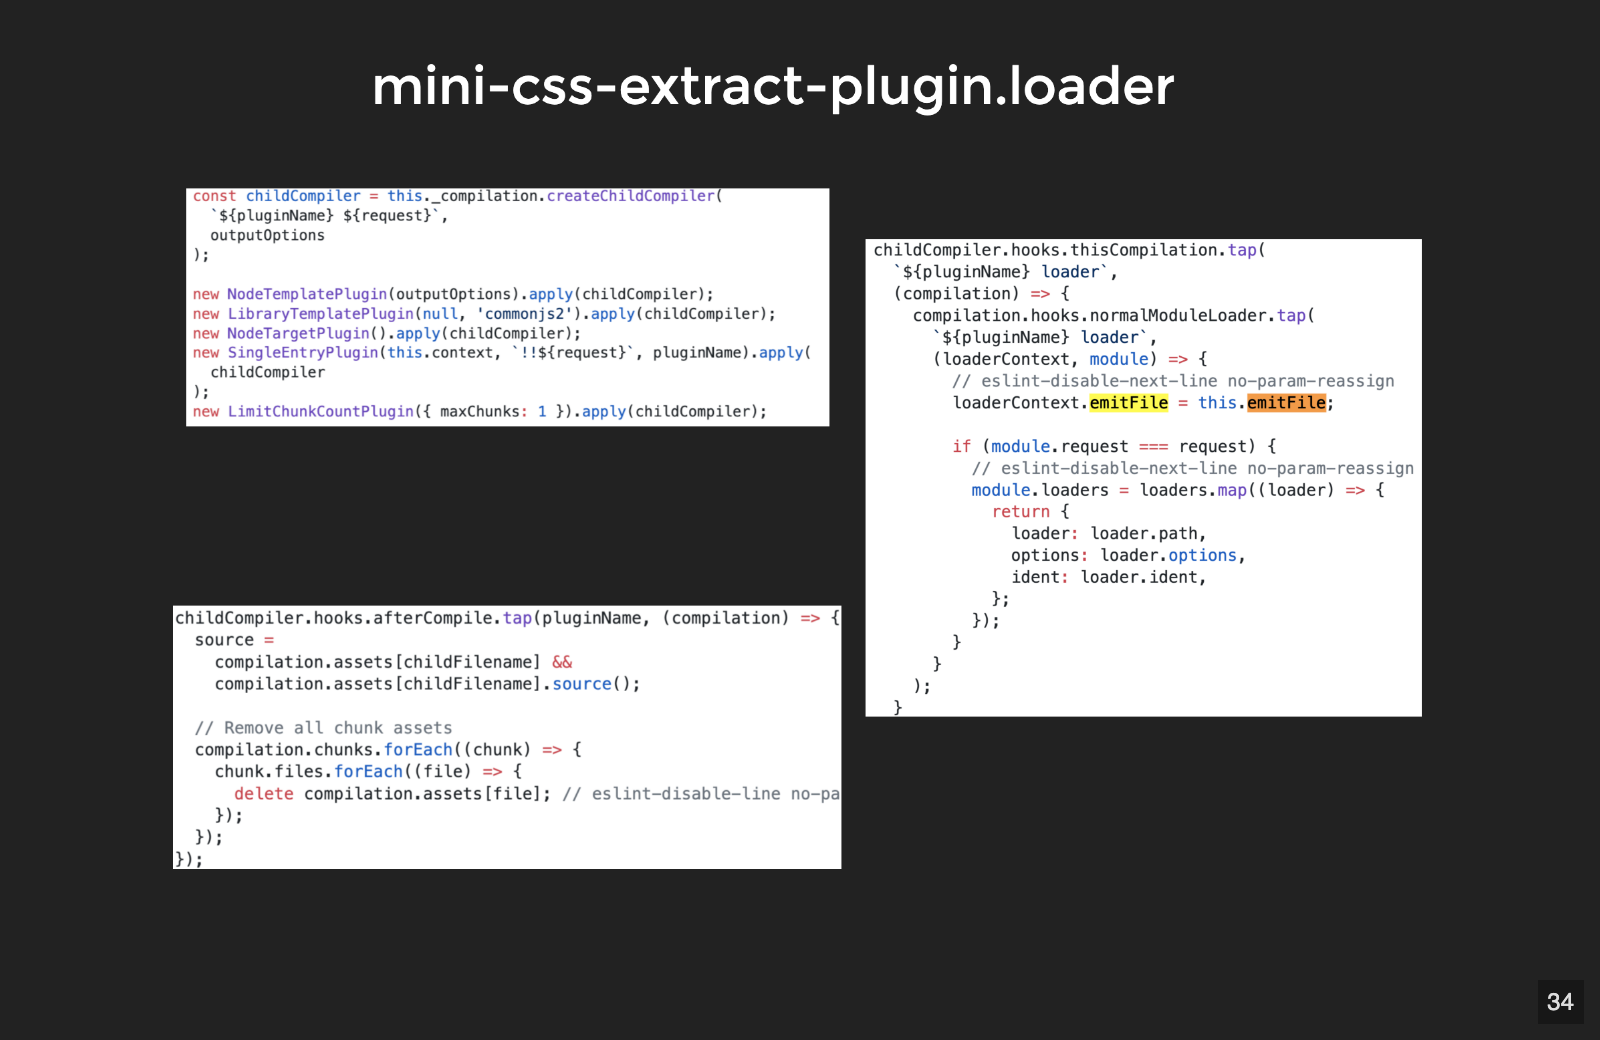 mini-css-extract-plugin.loader
const childCompiler = this._compilation.createChildCompiler(
`${pluginName} ${request}`,
outputOptions
);
new NodeTemplatePlugin(outputOptions).apply(childCompiler);
new LibraryTemplatePlugin(null, 'commonjs2').apply(childCompiler);
new NodeTargetPlugin().apply(childCompiler);
new SingleEntryPlugin(this.context, `!!${request}`, pluginName).apply(
childCompiler
);
new LimitChunkCountPlugin({ maxChunks: 1 }).apply(childCompiler);
childCompiler.hooks.thisCompilation.tap(
`${pluginName} loader`,
(compilation) => {
compilation.hooks.normalModuleLoader.tap(
`${pluginName} loader`,
(loaderContext, module) => {
// eslint-disable-next-line no-param-reassign
loaderContext.emitFile = this.emitFile;
if (module.request === request) {
// eslint-disable-next-line no-param-reassign
module.loaders = loaders.map((loader) => {
return {
loader: loader.path,
options: loader.options,
ident: loader.ident,
};
});
}
}
);
}
childCompiler.hooks.afterCompile.tap(pluginName, (compilation) => {
source =
compilation.assets[childFilename] &&
compilation.assets[childFilename].source();
// Remove all chunk assets
compilation.chunks.forEach((chunk) => {
chunk.files.forEach((file) => {
delete compilation.assets[file]; // eslint-disable-line no-pa
});
});
});
34